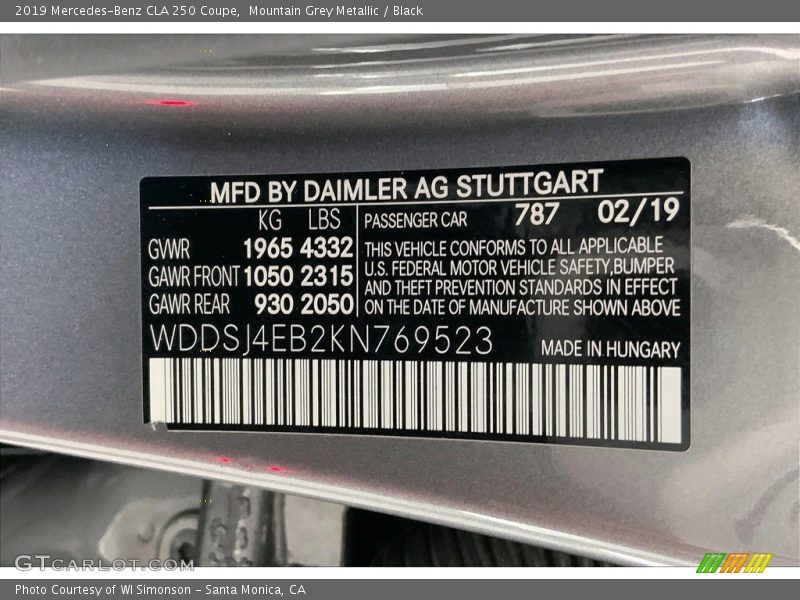 2019 Mercedes-Benz CLA 250 Coupe,  Mountain Grey Metallic / Black
MFD BY DAIMLER AG STUTTGART
KG LBS
GVWR 1965 4332
GAWR FRONT 1050 2315
GAWR REAR 930 2050
PASSENGER CAR 787 02/19
THIS VEHICLE CONFORMS TO ALL APPLICABLE
U.S. FEDERAL MOTOR VEHICLE SAFETY,BUMPER
AND THEFT PREVENTION STANDARDS IN EFFECT
ON THE DATE OF MANUFACTURE SHOWN ABOVE
WDDSJ4EB2KN769523
MADE IN HUNGARY
GTCARLOT.COM
Photo Courtesy of WI Simonson - Santa Monica, CA